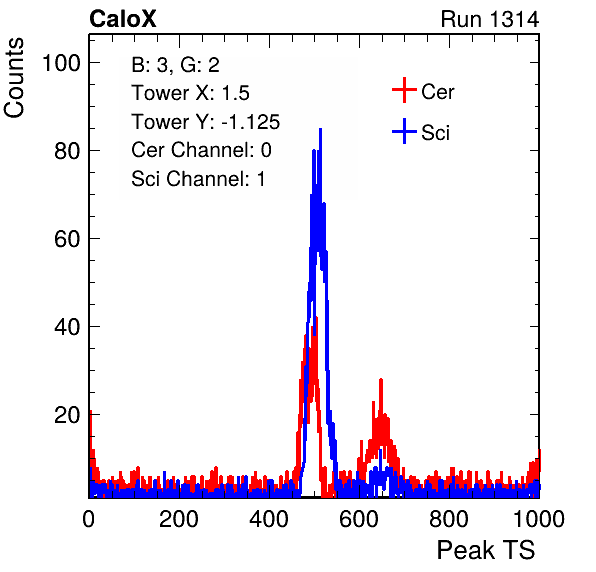 CaloX Run 1314
Counts
B: 3, G: 2
Tower X: 1.5
Tower Y: -1.125
Cer Channel: 0
Sci Channel: 1
Cer
Sci
100
80
60
40
20
0 200 400 600 800 1000
Peak TS